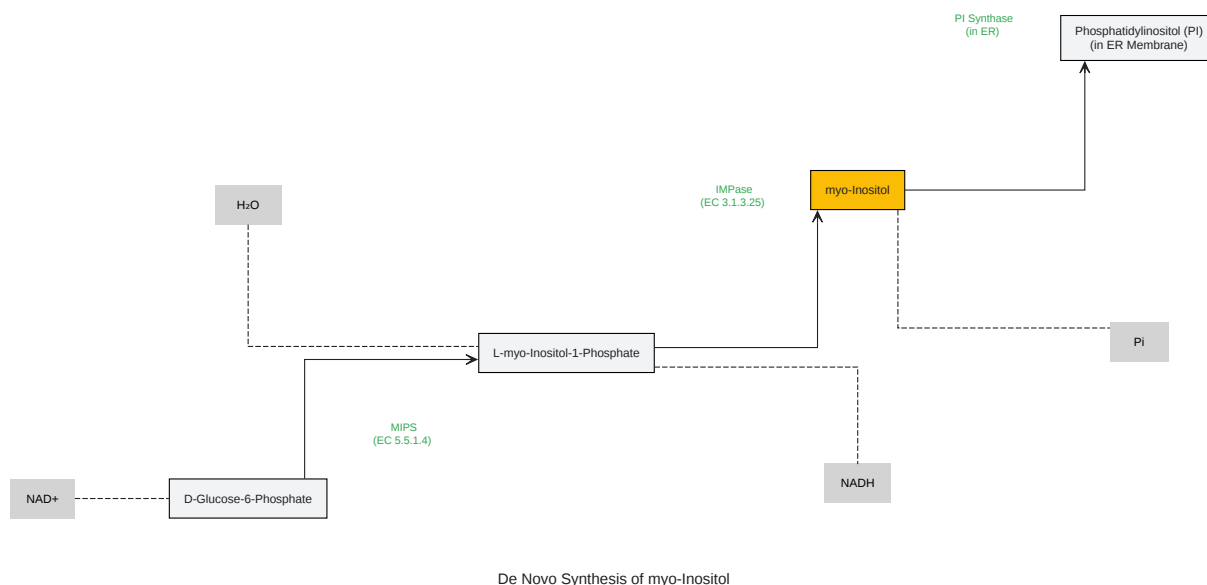 PI Synthase
(in ER)
Phosphatidylinositol (PI)
(in ER Membrane)
H₂O
IMPase
(EC 3.1.3.25)
myo-Inositol
L-myo-Inositol-1-Phosphate
Pi
MIPS
(EC 5.5.1.4)
NAD+
D-Glucose-6-Phosphate
NADH
De Novo Synthesis of myo-Inositol